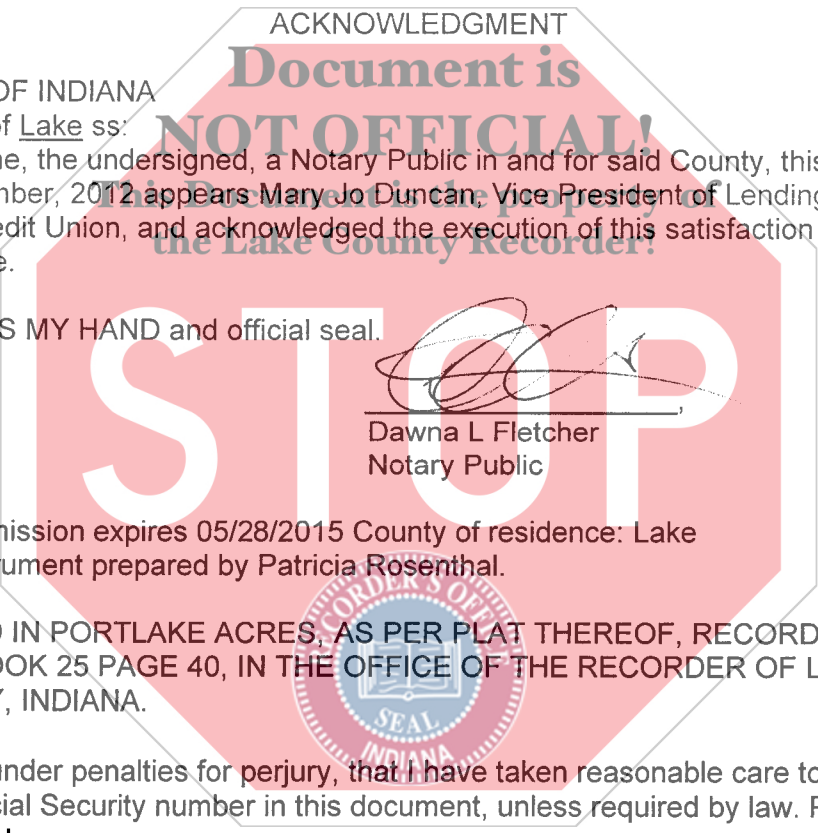 ACKNOWLEDGMENT
Document is
OF INDIANA
of Lake ss:
NOT OFFICIAL!
ne, the undersigned, a Notary Public in and for said County, this
This Document is the property of
mber, 2012 appears Mary Jo Duncan, Vice President of Lending
edit Union, and acknowledged the execution of this satisfaction
the Lake County Recorder!
e.
S MY HAND and official seal.
STOP
Dawna L Fletcher
Notary Public
nission expires 05/28/2015 County of residence: Lake
rument prepared by Patricia Rosenthal.
RECORDER'S OFFICE
IN PORTLAKE ACRES, AS PER PLAT THEREOF, RECORD
OOK 25 PAGE 40, IN THE OFFICE OF THE RECORDER OF L
Y, INDIANA.
SEAL
INDIANA
under penalties for perjury, that I have taken reasonable care to
cial Security number in this document, unless required by law.